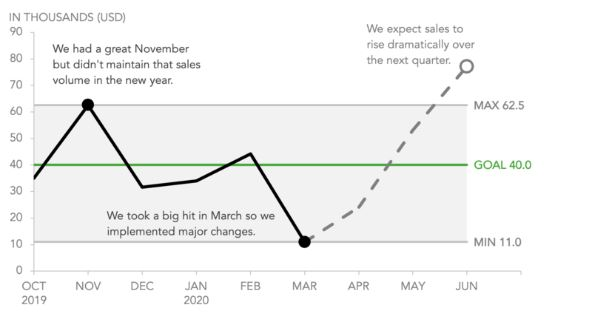 IN THOUSANDS (USD)
90
We expect sales to
rise dramatically over
the next quarter.
We had a great November
but didn't maintain that sales
volume in the new year.
80
70
MAX 62.5
60
50
GOAL 40.0
40
30
We took a big hit in March so we
implemented major changes.
20
10
MIN 11.0
0
OCT NOV DEC JAN FEB MAR APR MAY JUN
2019 2020